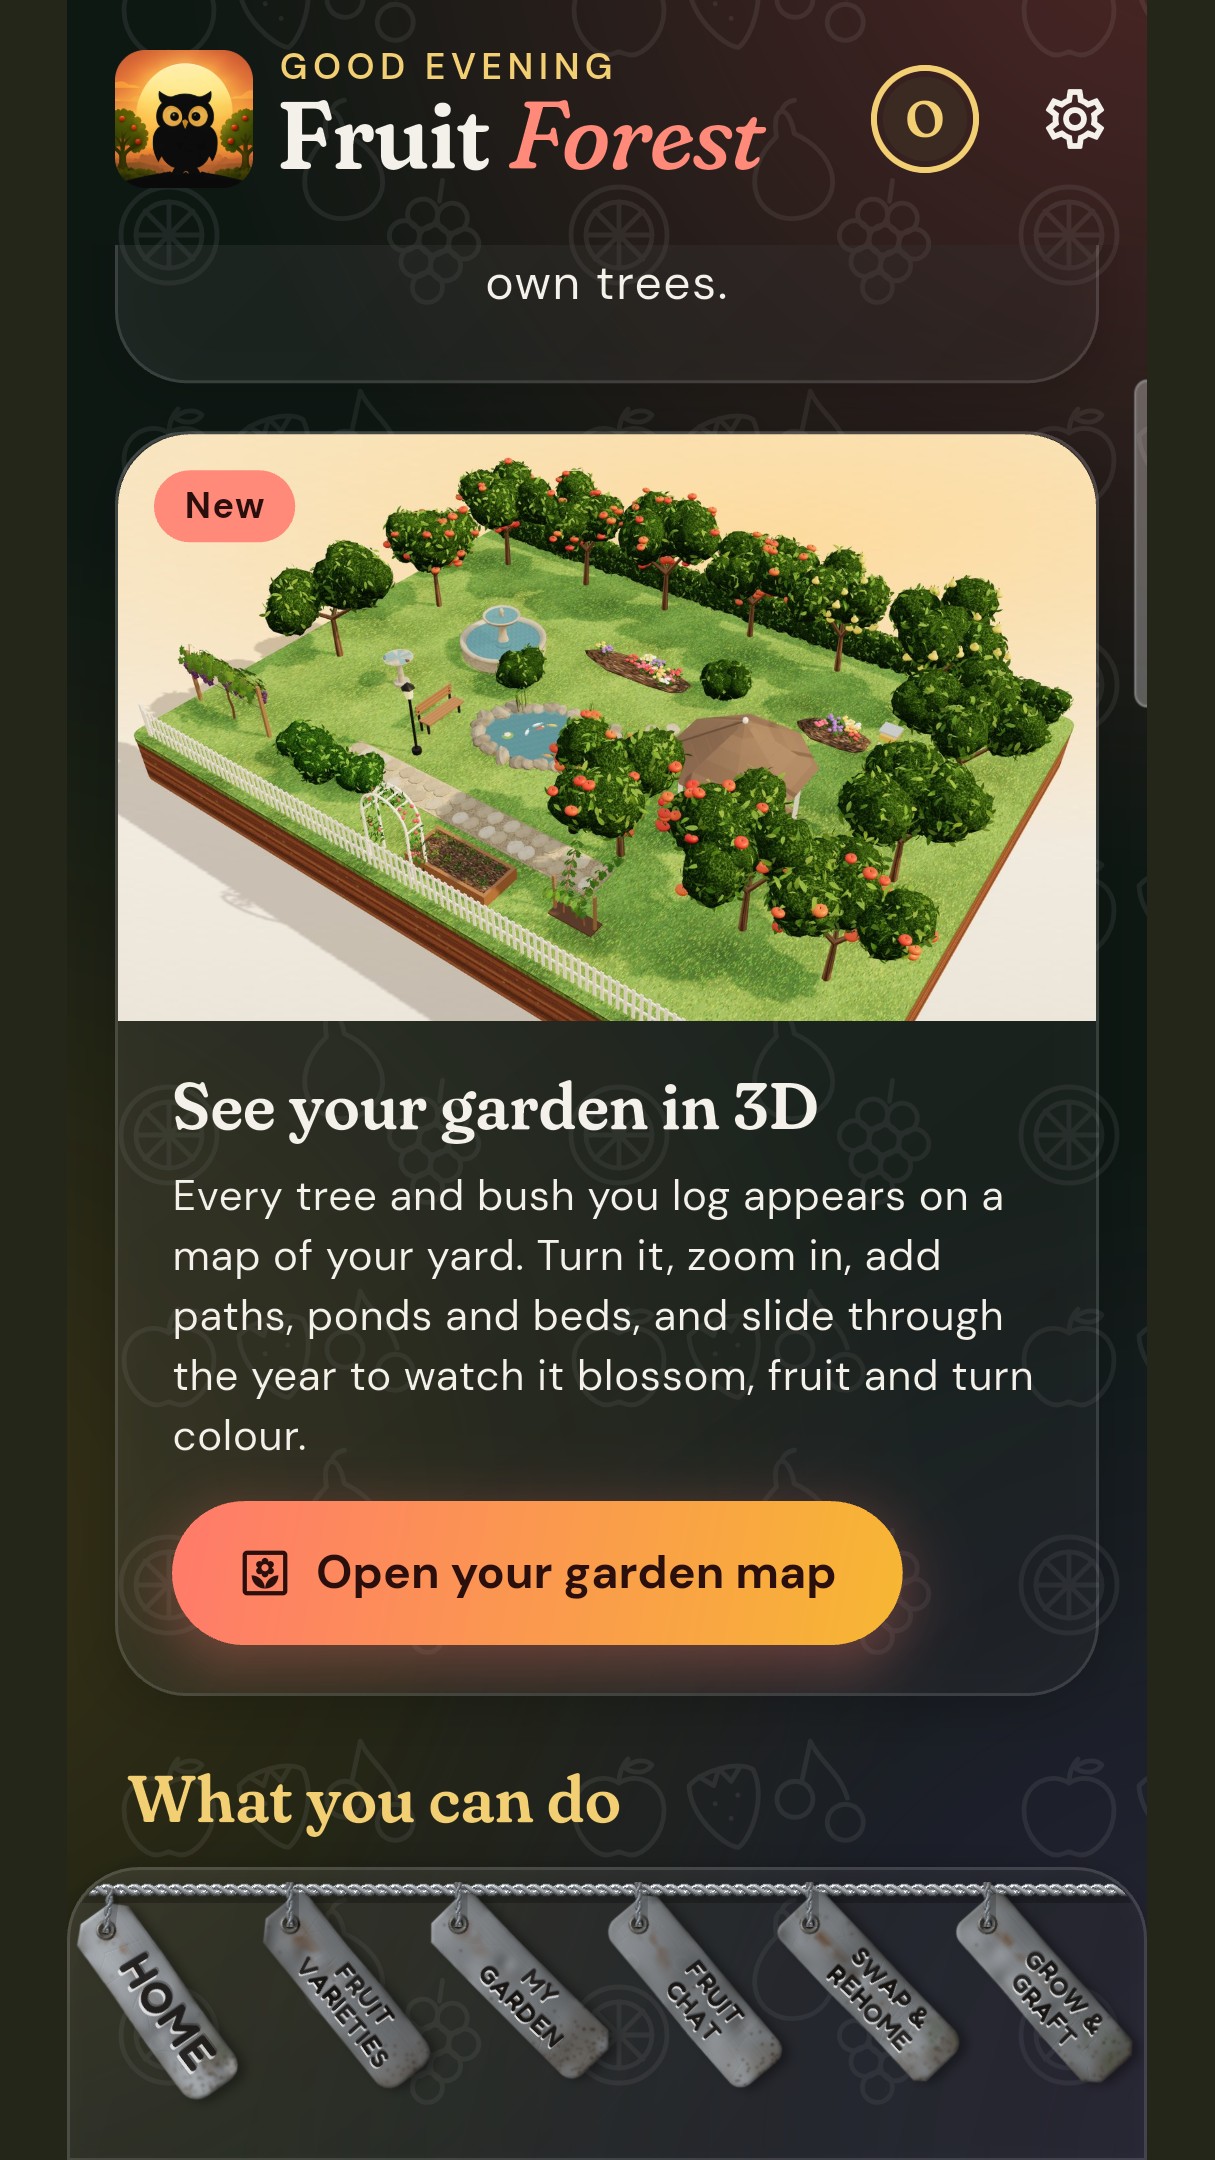 GOOD EVENING
Fruit Forest
O
own trees.
New
See your garden in 3D
Every tree and bush you log appears on a
map of your yard. Turn it, zoom in, add
paths, ponds and beds, and slide through
the year to watch it blossom, fruit and turn
colour.
Open your garden map
What you can do
HOME
FRUIT
VARIETIES
MY
GARDEN
FRUIT
CHAT
SWAP &
REHOME
GROW &
GRAFT